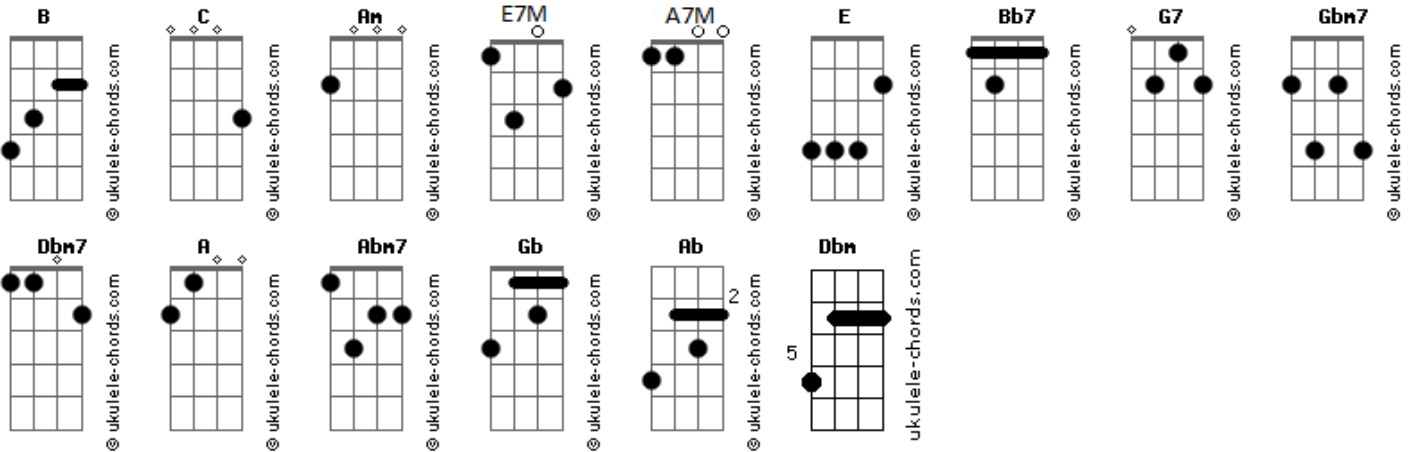 B C Am E7M A7M E Bb7 G7 Gbm7
© ukulele-chords.com © ukulele-chords.com © ukulele-chords.com © ukulele-chords.com © ukulele-chords.com © ukulele-chords.com © ukulele-chords.com © ukulele-chords.com © ukulele-chords.com
Dbm7 A Abm7 Gb Ab Dbm
2
5
© ukulele-chords.com © ukulele-chords.com © ukulele-chords.com © ukulele-chords.com © ukulele-chords.com ukulele-chords.com